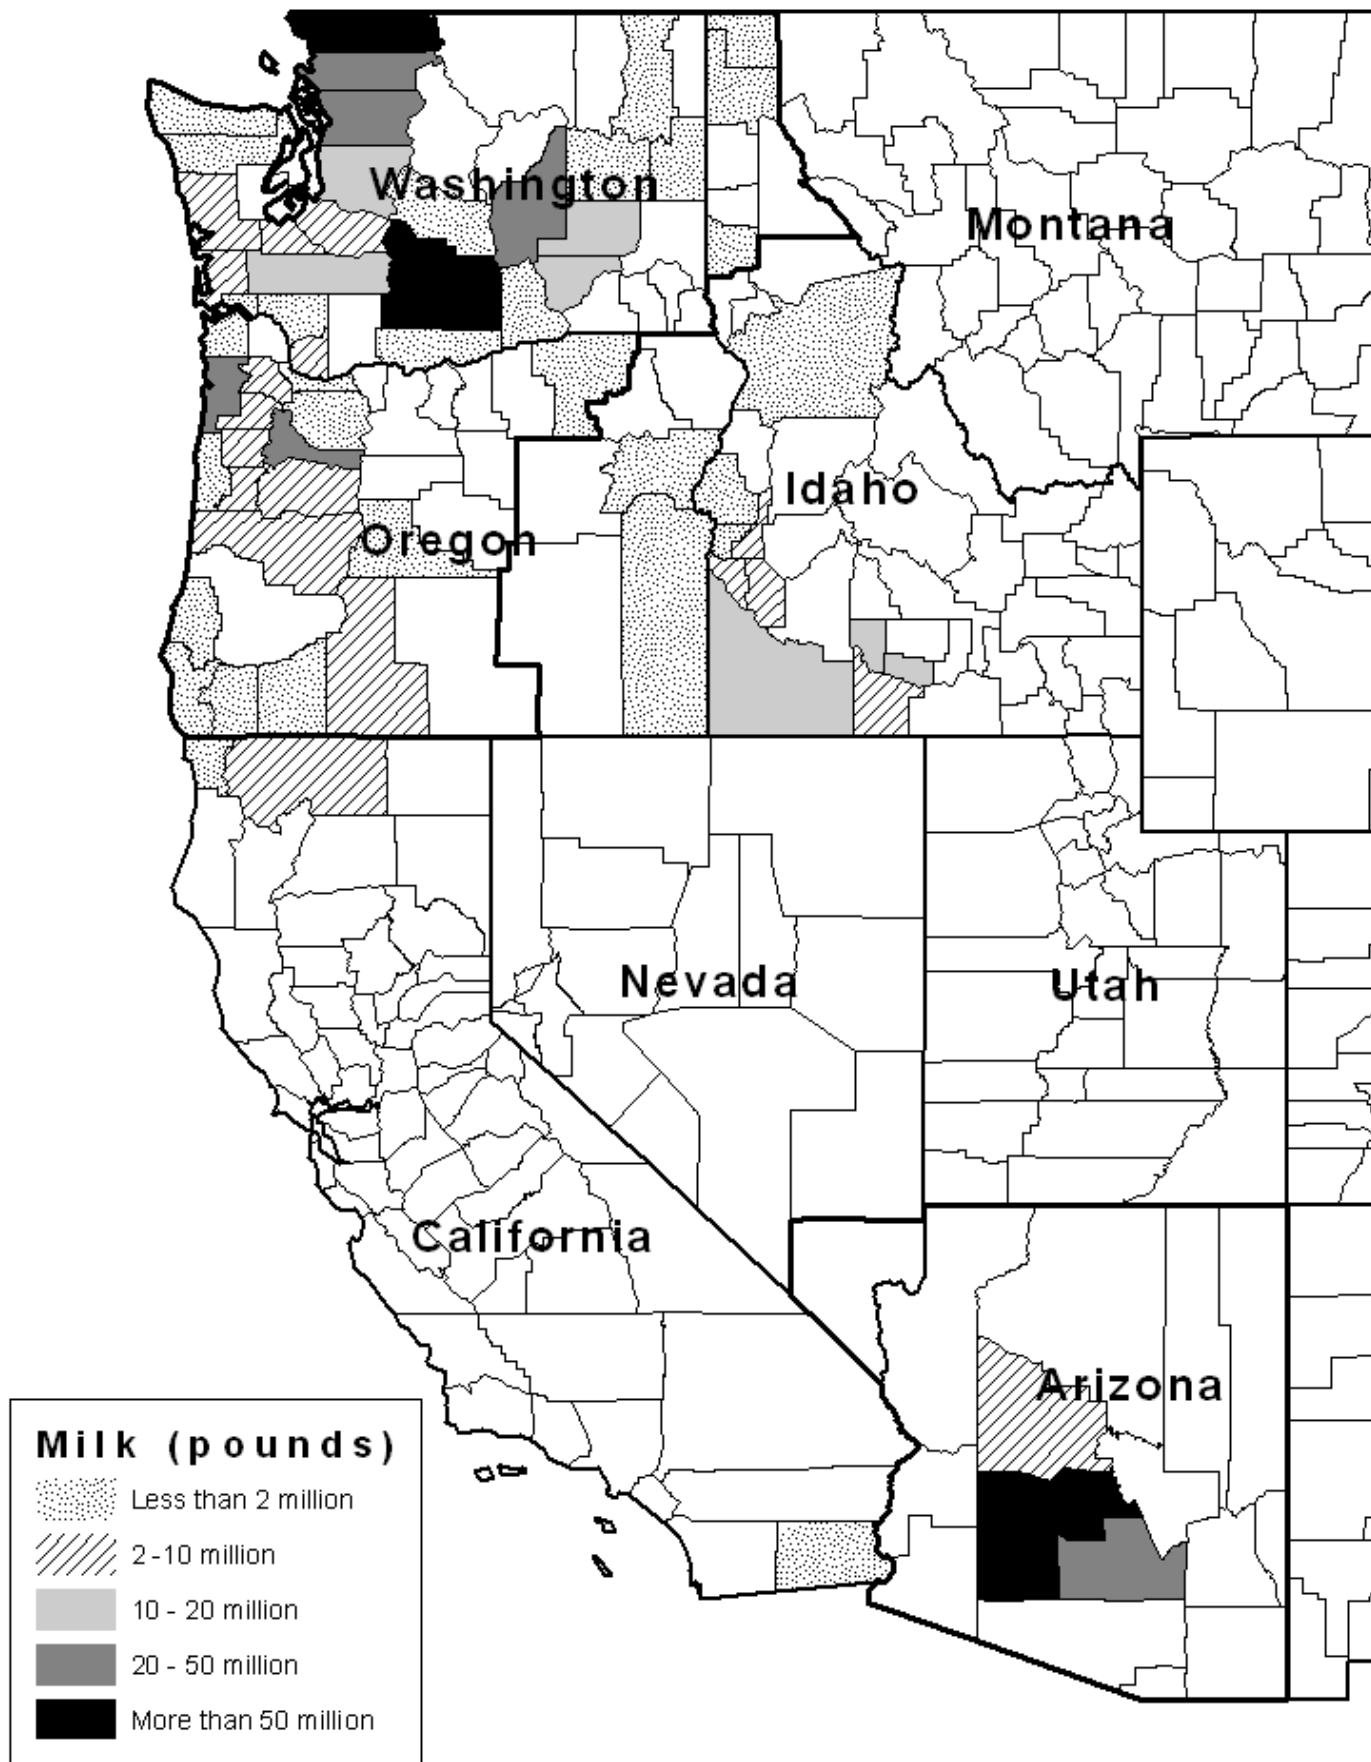 Washington
Montana
Idaho
Oregon
Nevada
Utah
California
Arizona
Milk (pounds)
Less than 2 million
2 -10 million
10 - 20 million
20 - 50 million
More than 50 million